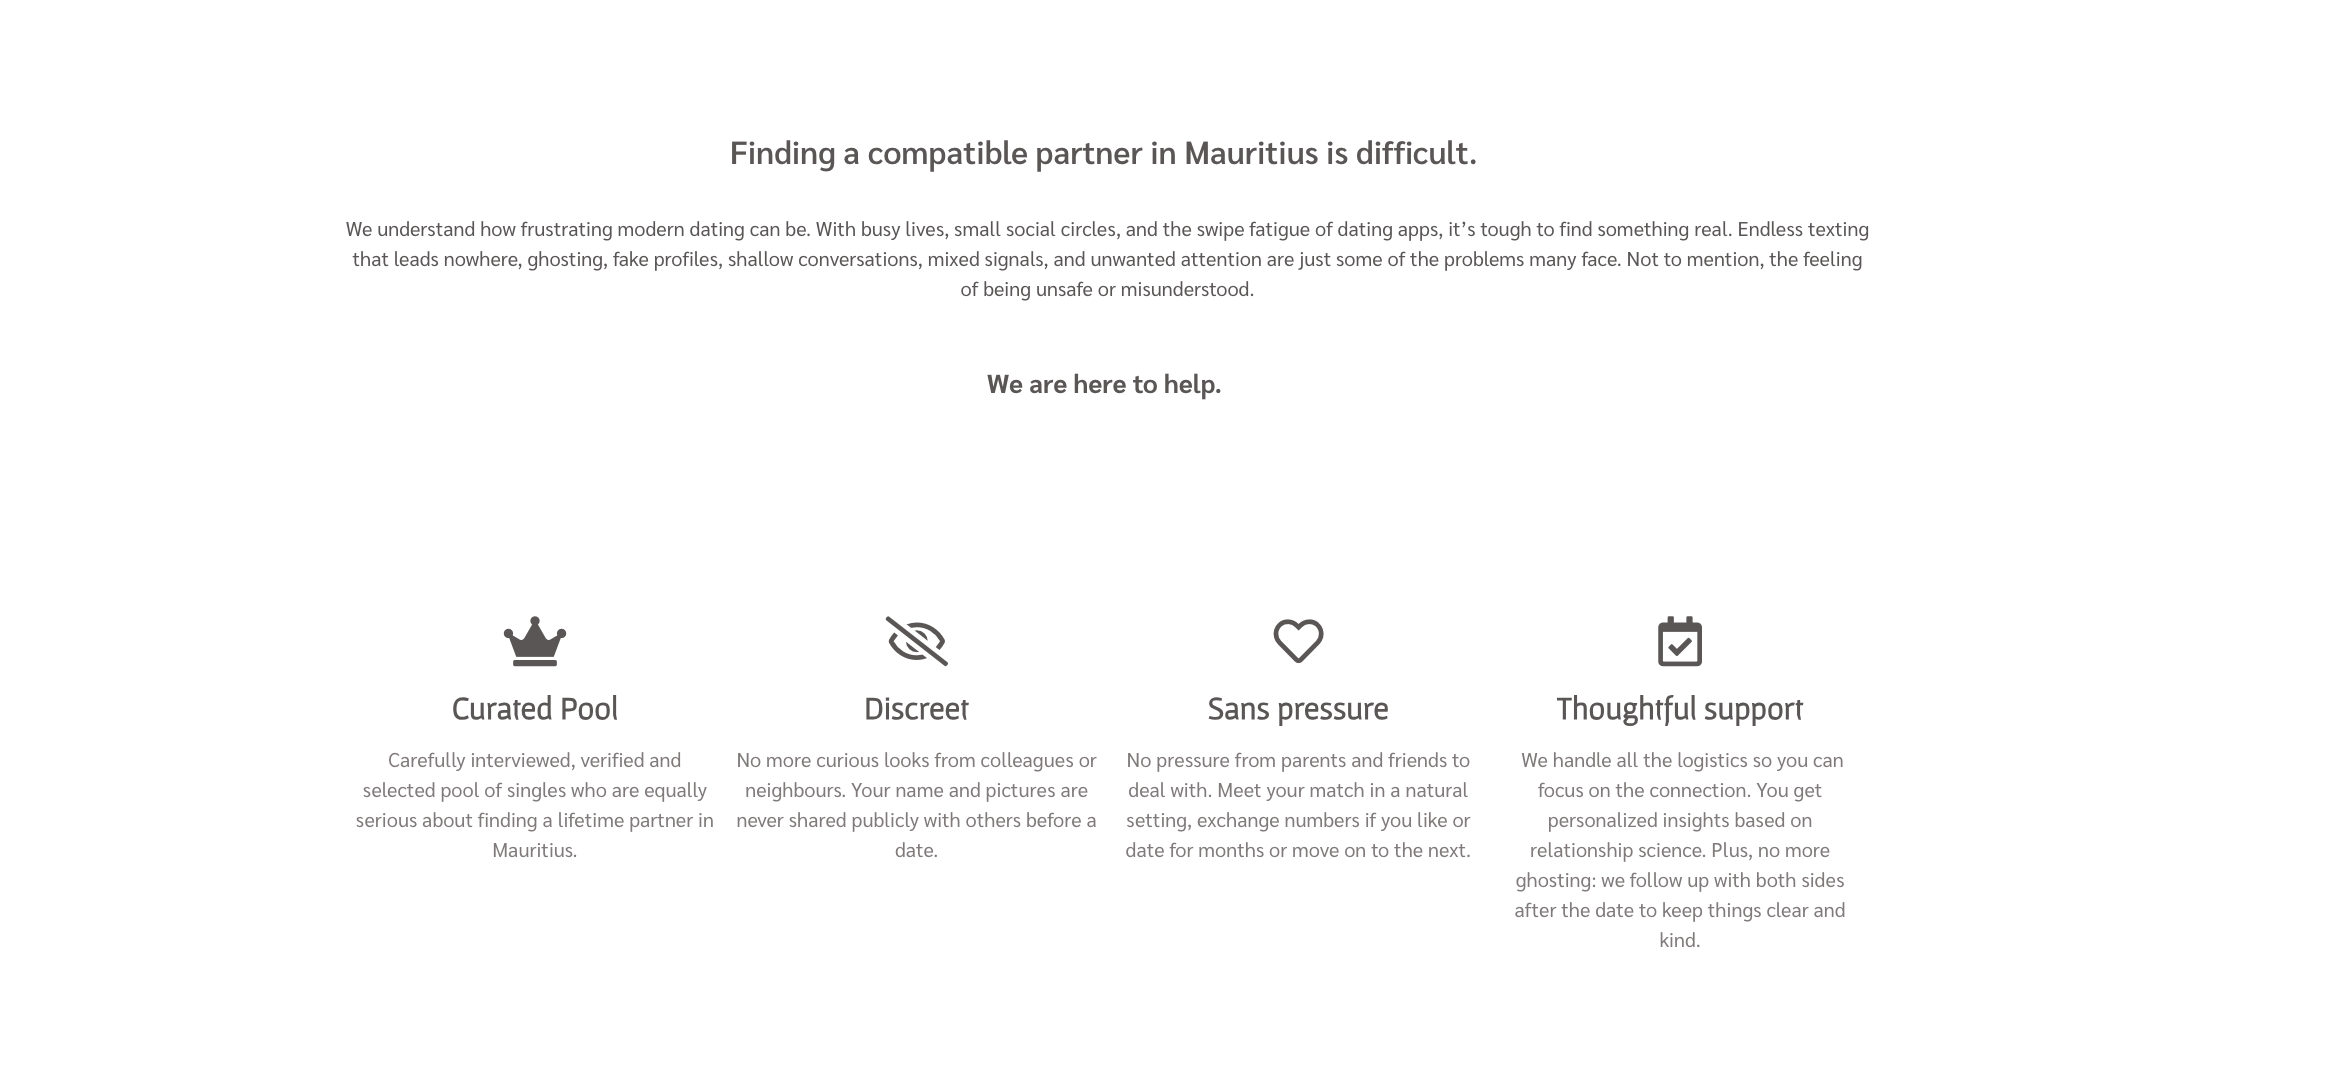 Finding a compatible partner in Mauritius is difficult.
We understand how frustrating modern dating can be. With busy lives, small social circles, and the swipe fatigue of dating apps, it’s tough to find something real. Endless texting
that leads nowhere, ghosting, fake profiles, shallow conversations, mixed signals, and unwanted attention are just some of the problems many face. Not to mention, the feeling
of being unsafe or misunderstood.
We are here to help.
Curated Pool
Carefully interviewed, verified and
selected pool of singles who are equally
serious about finding a lifetime partner in
Mauritius.
Discreet
No more curious looks from colleagues or
neighbours. Your name and pictures are
never shared publicly with others before a
date.
Sans pressure
No pressure from parents and friends to
deal with. Meet your match in a natural
setting, exchange numbers if you like or
date for months or move on to the next.
Thoughtful support
We handle all the logistics so you can
focus on the connection. You get
personalized insights based on
relationship science. Plus, no more
ghosting: we follow up with both sides
after the date to keep things clear and
kind.